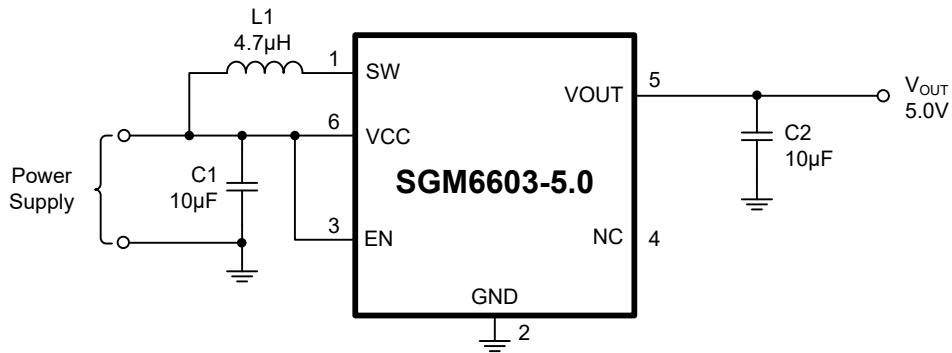 L1
4.7µH
1
SW
6
VCC
Power
Supply
C1
10µF
3
EN
SGM6603-5.0
VOUT
5
VOUT
5.0V
C2
10µF
NC
4
GND
2